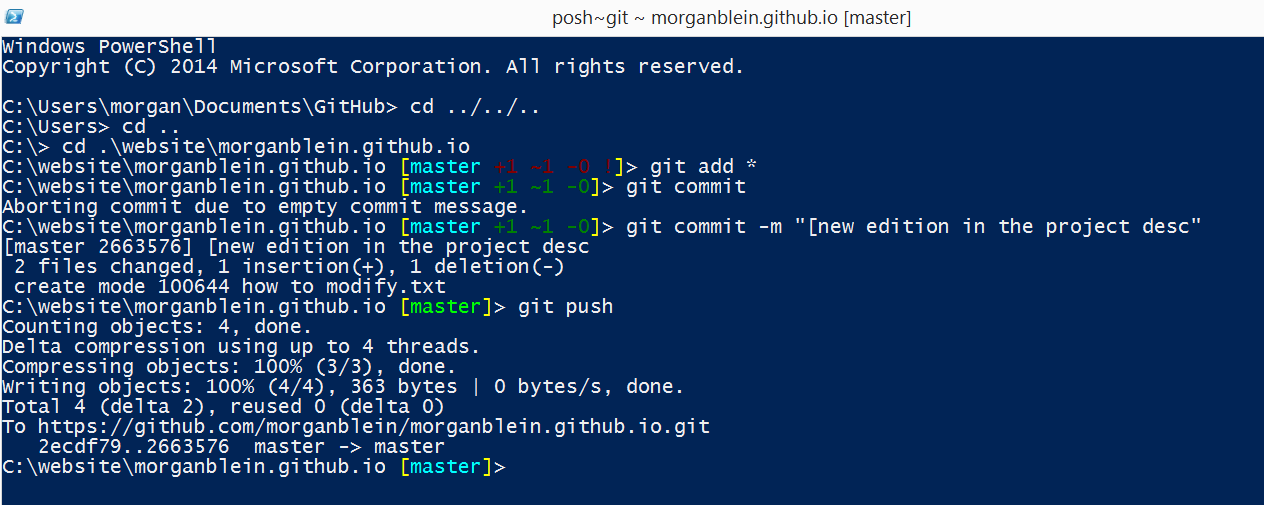 posh~git ~ morganblein.github.io [master]
Windows PowerShell
Copyright (C) 2014 Microsoft Corporation. All rights reserved.
C:\Users\morgan\Documents\GitHub> cd ../../..
C:\Users> cd ..
C:\> cd .\website\morganblein.github.io
C:\website\morganblein.github.io [master +1 ~1 -0 !]> git add *
C:\website\morganblein.github.io [master +1 ~1 -0]> git commit
Aborting commit due to empty commit message.
C:\website\morganblein.github.io [master +1 ~1 -0]> git commit -m "[new edition in the project desc"
[master 2663576] [new edition in the project desc
 2 files changed, 1 insertion(+), 1 deletion(-)
 create mode 100644 how to modify.txt
C:\website\morganblein.github.io [master]> git push
Counting objects: 4, done.
Delta compression using up to 4 threads.
Compressing objects: 100% (3/3), done.
Writing objects: 100% (4/4), 363 bytes | 0 bytes/s, done.
Total 4 (delta 2), reused 0 (delta 0)
To https://github.com/morganblein/morganblein.github.io.git
   2ecdf79..2663576  master -> master
C:\website\morganblein.github.io [master]>